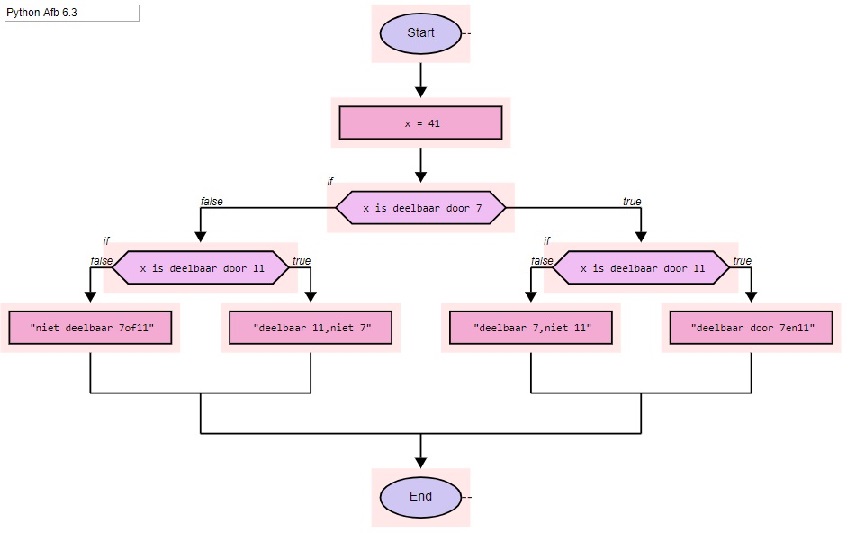 Python Afb 6.3
Start
x = 41
if
x is deelbaar door 7
false
true
if
x is deelbaar door 11
false
true
if
x is deelbaar door 11
false
true
"niet deelbaar 7of11"
"deelbaar 11,niet 7"
"deelbaar 7,niet 11"
"deelbaar door 7en11"
End